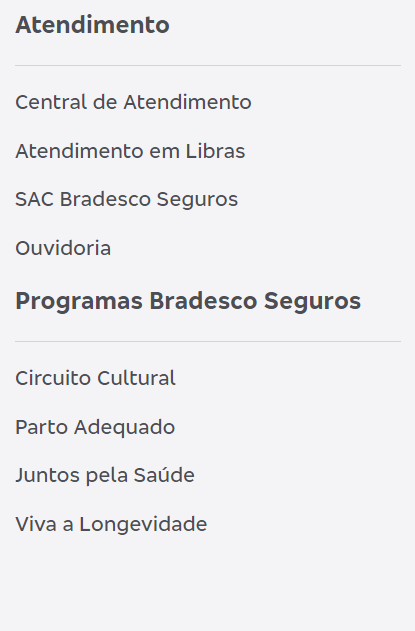 Atendimento
Central de Atendimento
Atendimento em Libras
SAC Bradesco Seguros
Ouvidoria
Programas Bradesco Seguros
Circuito Cultural
Parto Adequado
Juntos pela Saúde
Viva a Longevidade